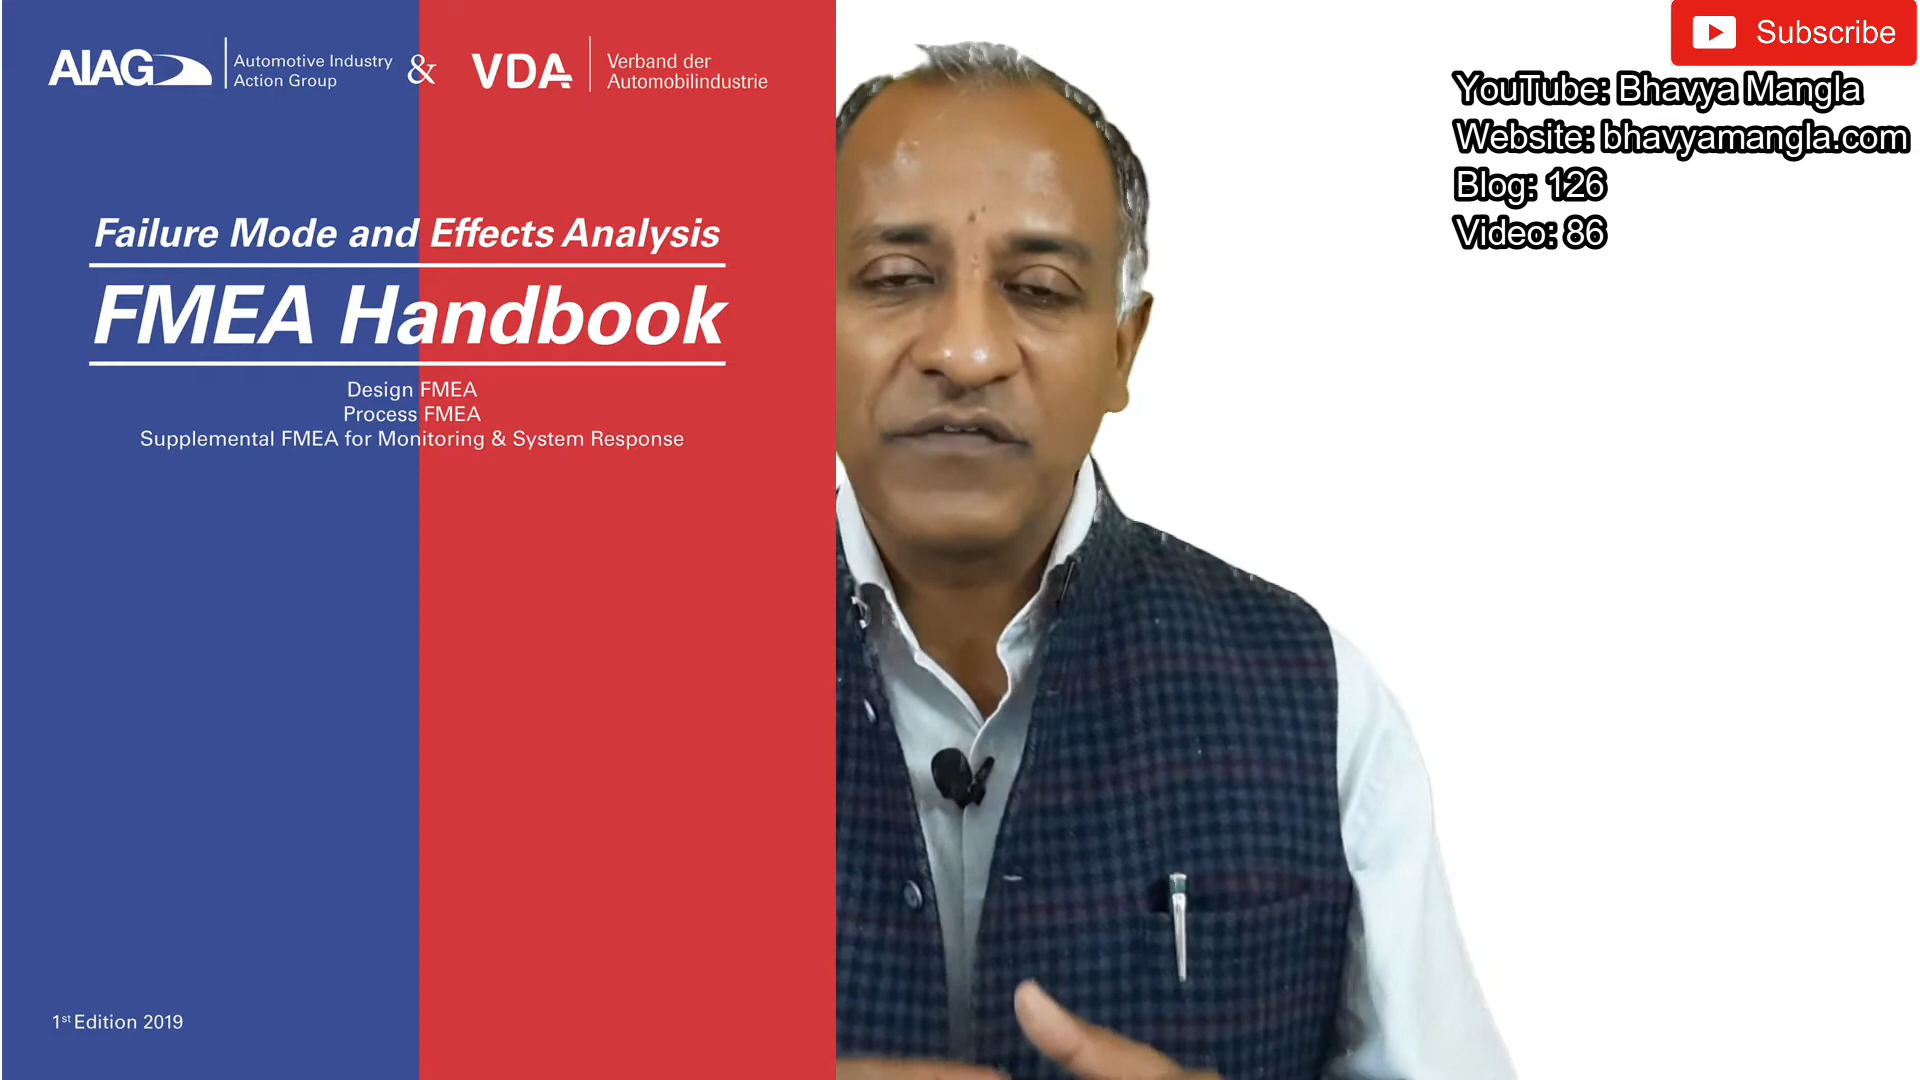 AIAG Automotive Industry Action Group & VDA Verband der Automobilindustrie
Failure Mode and Effects Analysis
FMEA Handbook
Design FMEA
Process FMEA
Supplemental FMEA for Monitoring & System Response
1st Edition 2019
Subscribe
YouTube: Bhavya Mangla
Website: bhavyamangla.com
Blog: 126
Video: 86